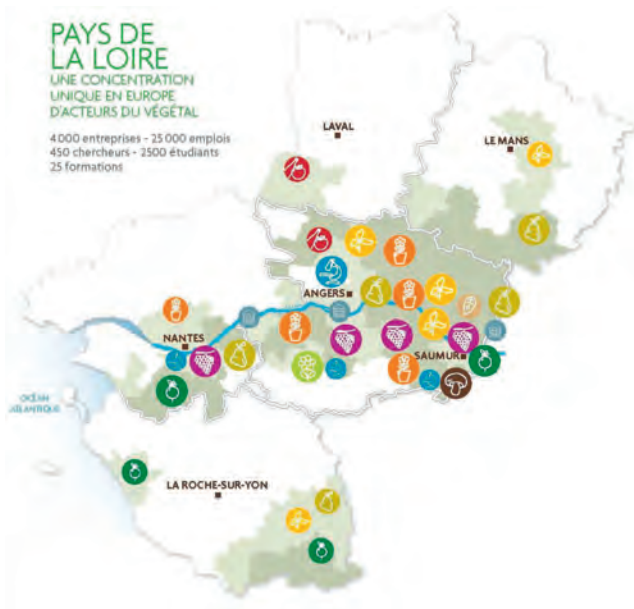 PAYS DE
LA LOIRE
UNE CONCENTRATION
UNIQUE EN EUROPE
D'ACTEURS DU VÉGÉTAL
4 000 entreprises - 25 000 emplois
450 chercheurs - 2500 étudiants
25 formations
LAVAL
LE MANS
ANGERS
NANTES
SAUMUR
OCÉAN
ATLANTIQUE
LA ROCHE-SUR-YON